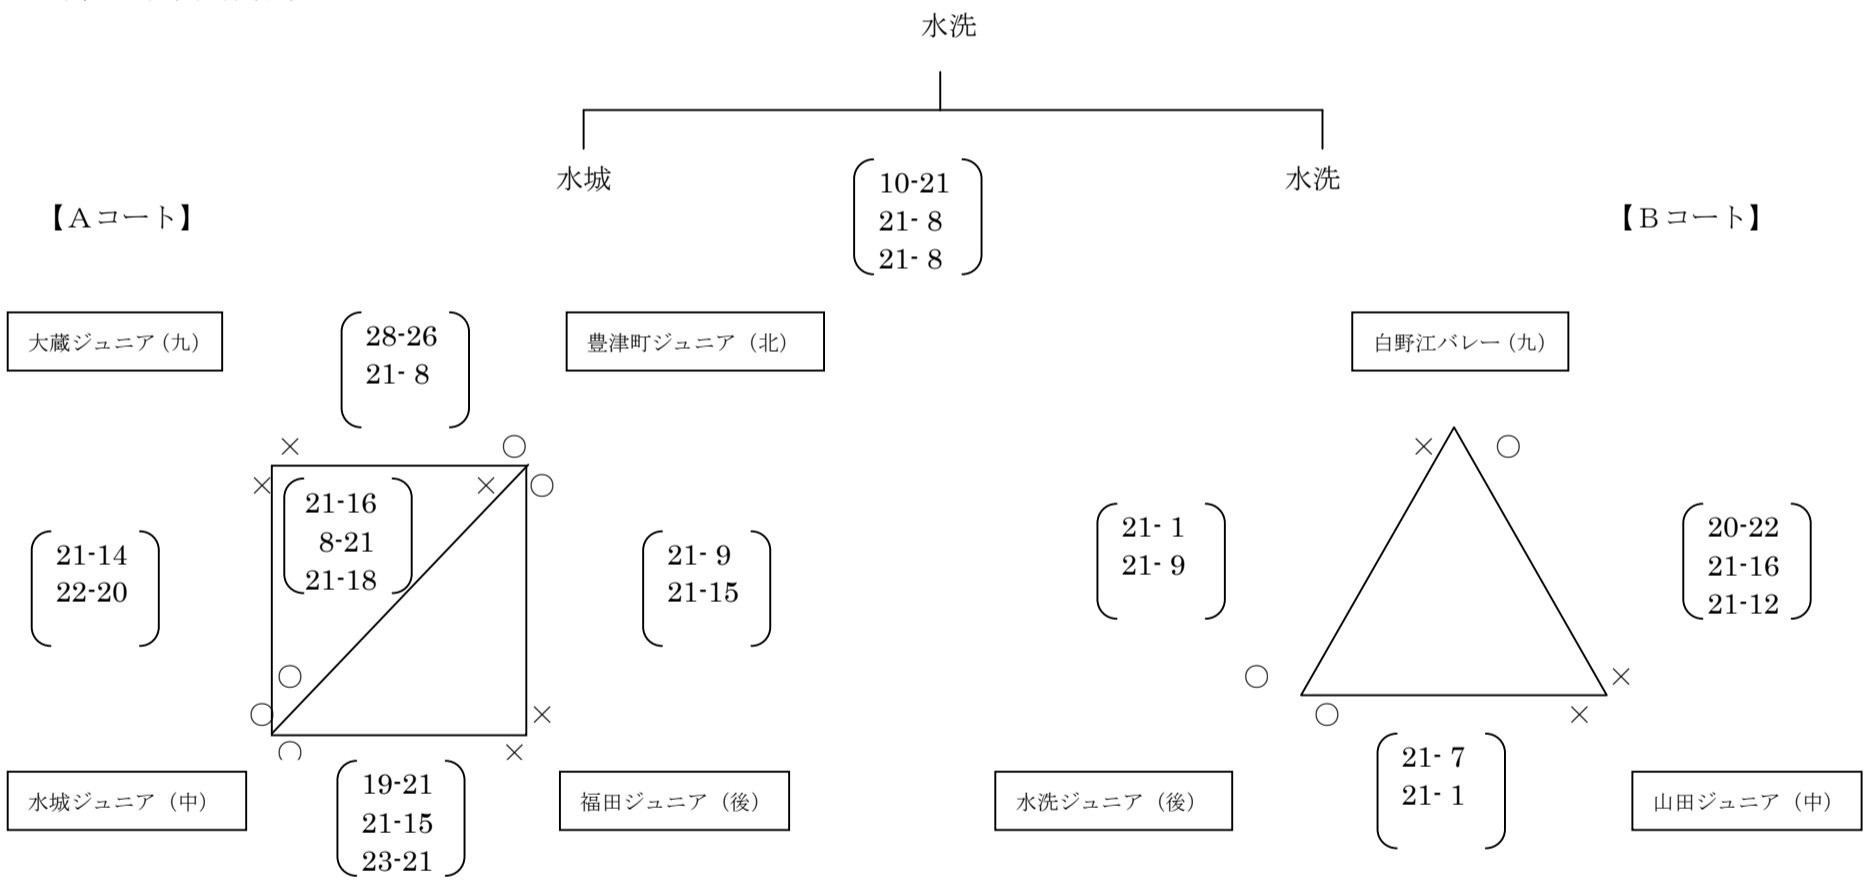 水洗
水城
水洗
10-21
21- 8
21- 8
【Aコート】
【Bコート】
大蔵ジュニア(九)
28-26
21- 8
豊津町ジュニア(北)
白野江バレー(九)
× ○
× × ○
× ○
21-16
8-21
21-18
21-14
22-20
21- 9
21-15
21- 1
21- 9
20-22
21-16
21-12
○
○ ×
○ ×
○ ×
○ ×
水城ジュニア(中)
19-21
21-15
23-21
福田ジュニア(後)
水洗ジュニア(後)
21- 7
21- 1
山田ジュニア(中)